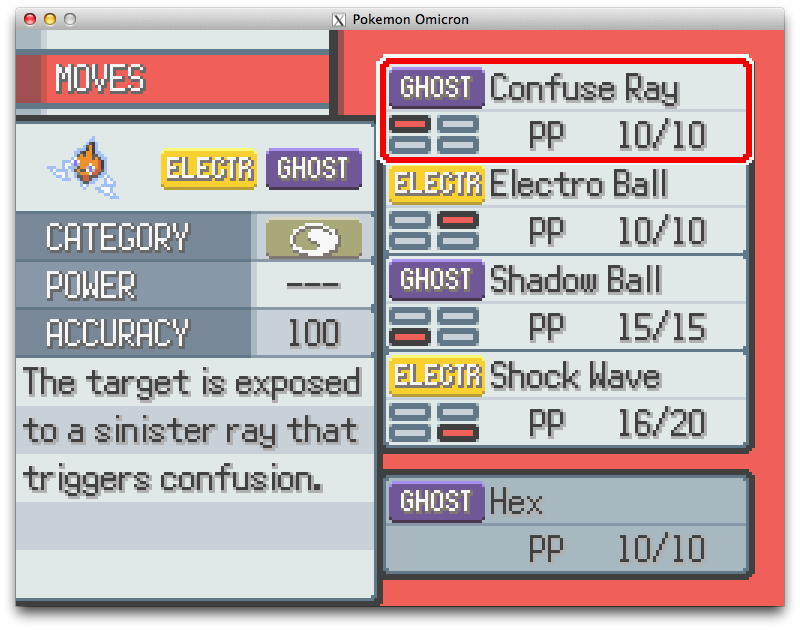 Pokemon Omicron
MOVES
ELECTR GHOST
CATEGORY
POWER ---
ACCURACY 100
The target is exposed
to a sinister ray that
triggers confusion.
GHOST Confuse Ray
PP 10/10
ELECTR Electro Ball
PP 10/10
GHOST Shadow Ball
PP 15/15
ELECTR Shock Wave
PP 16/20
GHOST Hex
PP 10/10